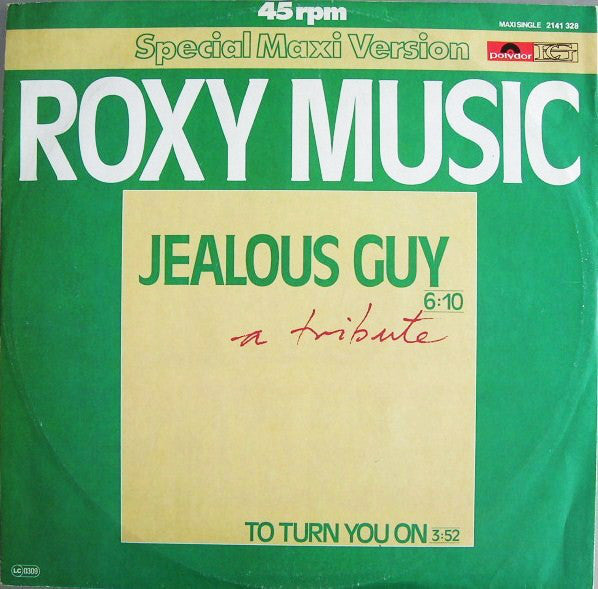 45 rpm
MAXI SINGLE 2141 328
Special Maxi Version
Polydor
EG
ROXY MUSIC
JEALOUS GUY
6:10
a tribute
TO TURN YOU ON 3:52
LC 0309